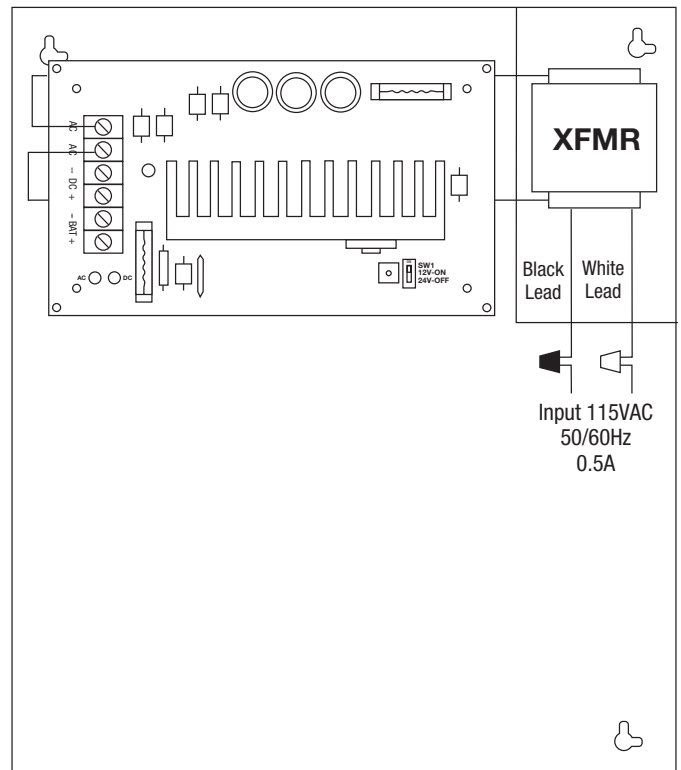 XFMR
AC
AC
– DC +
– BAT +
AC
DC
SW1
12V-ON
24V-OFF
Black
Lead
White
Lead
Input 115VAC
50/60Hz
0.5A